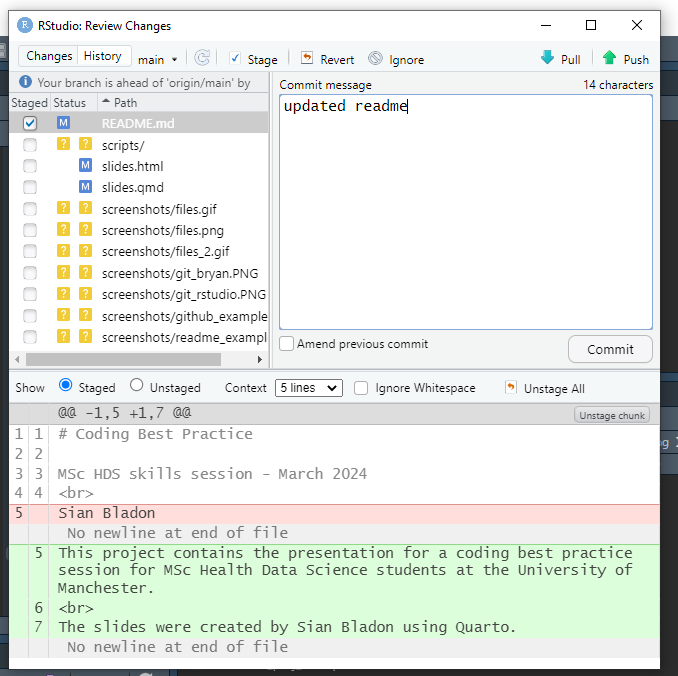 RStudio: Review Changes
Changes History main Stage Revert Ignore Pull Push
Your branch is ahead of 'origin/main' by
Staged Status Path
M README.md
? ? scripts/
M slides.html
M slides.qmd
? ? screenshots/files.gif
? ? screenshots/files.png
? ? screenshots/files_2.gif
? ? screenshots/git_bryan.PNG
? ? screenshots/git_rstudio.PNG
? ? screenshots/github_example
? ? screenshots/readme_exampl
Commit message 14 characters
updated readme
Amend previous commit Commit
Show Staged Unstaged Context 5 lines Ignore Whitespace Unstage All
@@ -1,5 +1,7 @@ Unstage chunk
1 1 # Coding Best Practice
2 2
3 3 MSc HDS skills session - March 2024
4 4 <br>
5 Sian Bladon
No newline at end of file
5 This project contains the presentation for a coding best practice
session for MSc Health Data Science students at the University of
Manchester.
6 <br>
7 The slides were created by Sian Bladon using Quarto.
No newline at end of file